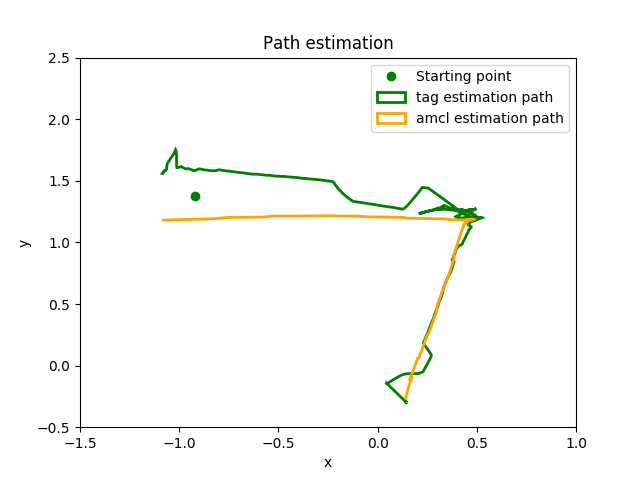 Path estimation
Starting point
tag estimation path
amcl estimation path
2.5
2.0
1.5
1.0
0.5
0.0
−0.5
y
−1.5 −1.0 −0.5 0.0 0.5 1.0
x